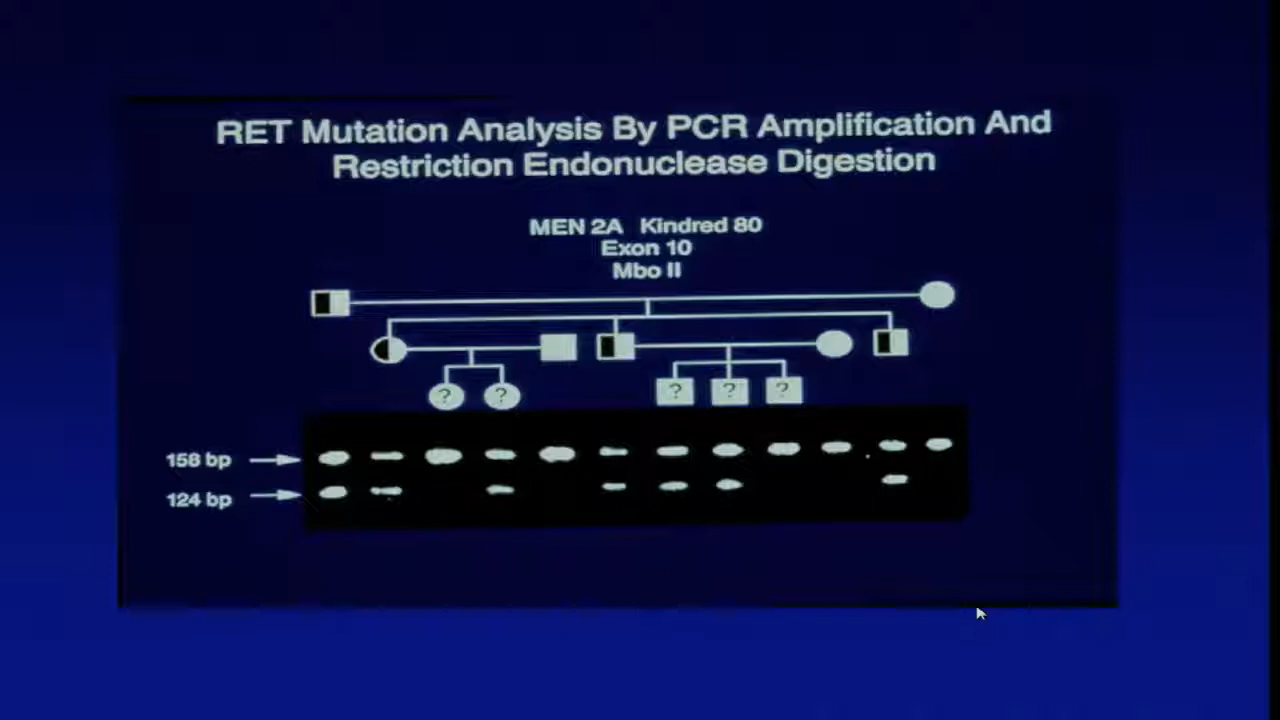 RET Mutation Analysis By PCR Amplification And
Restriction Endonuclease Digestion
MEN 2A Kindred 80
Exon 10
Mbo II
? ? ? ? ?
158 bp
124 bp